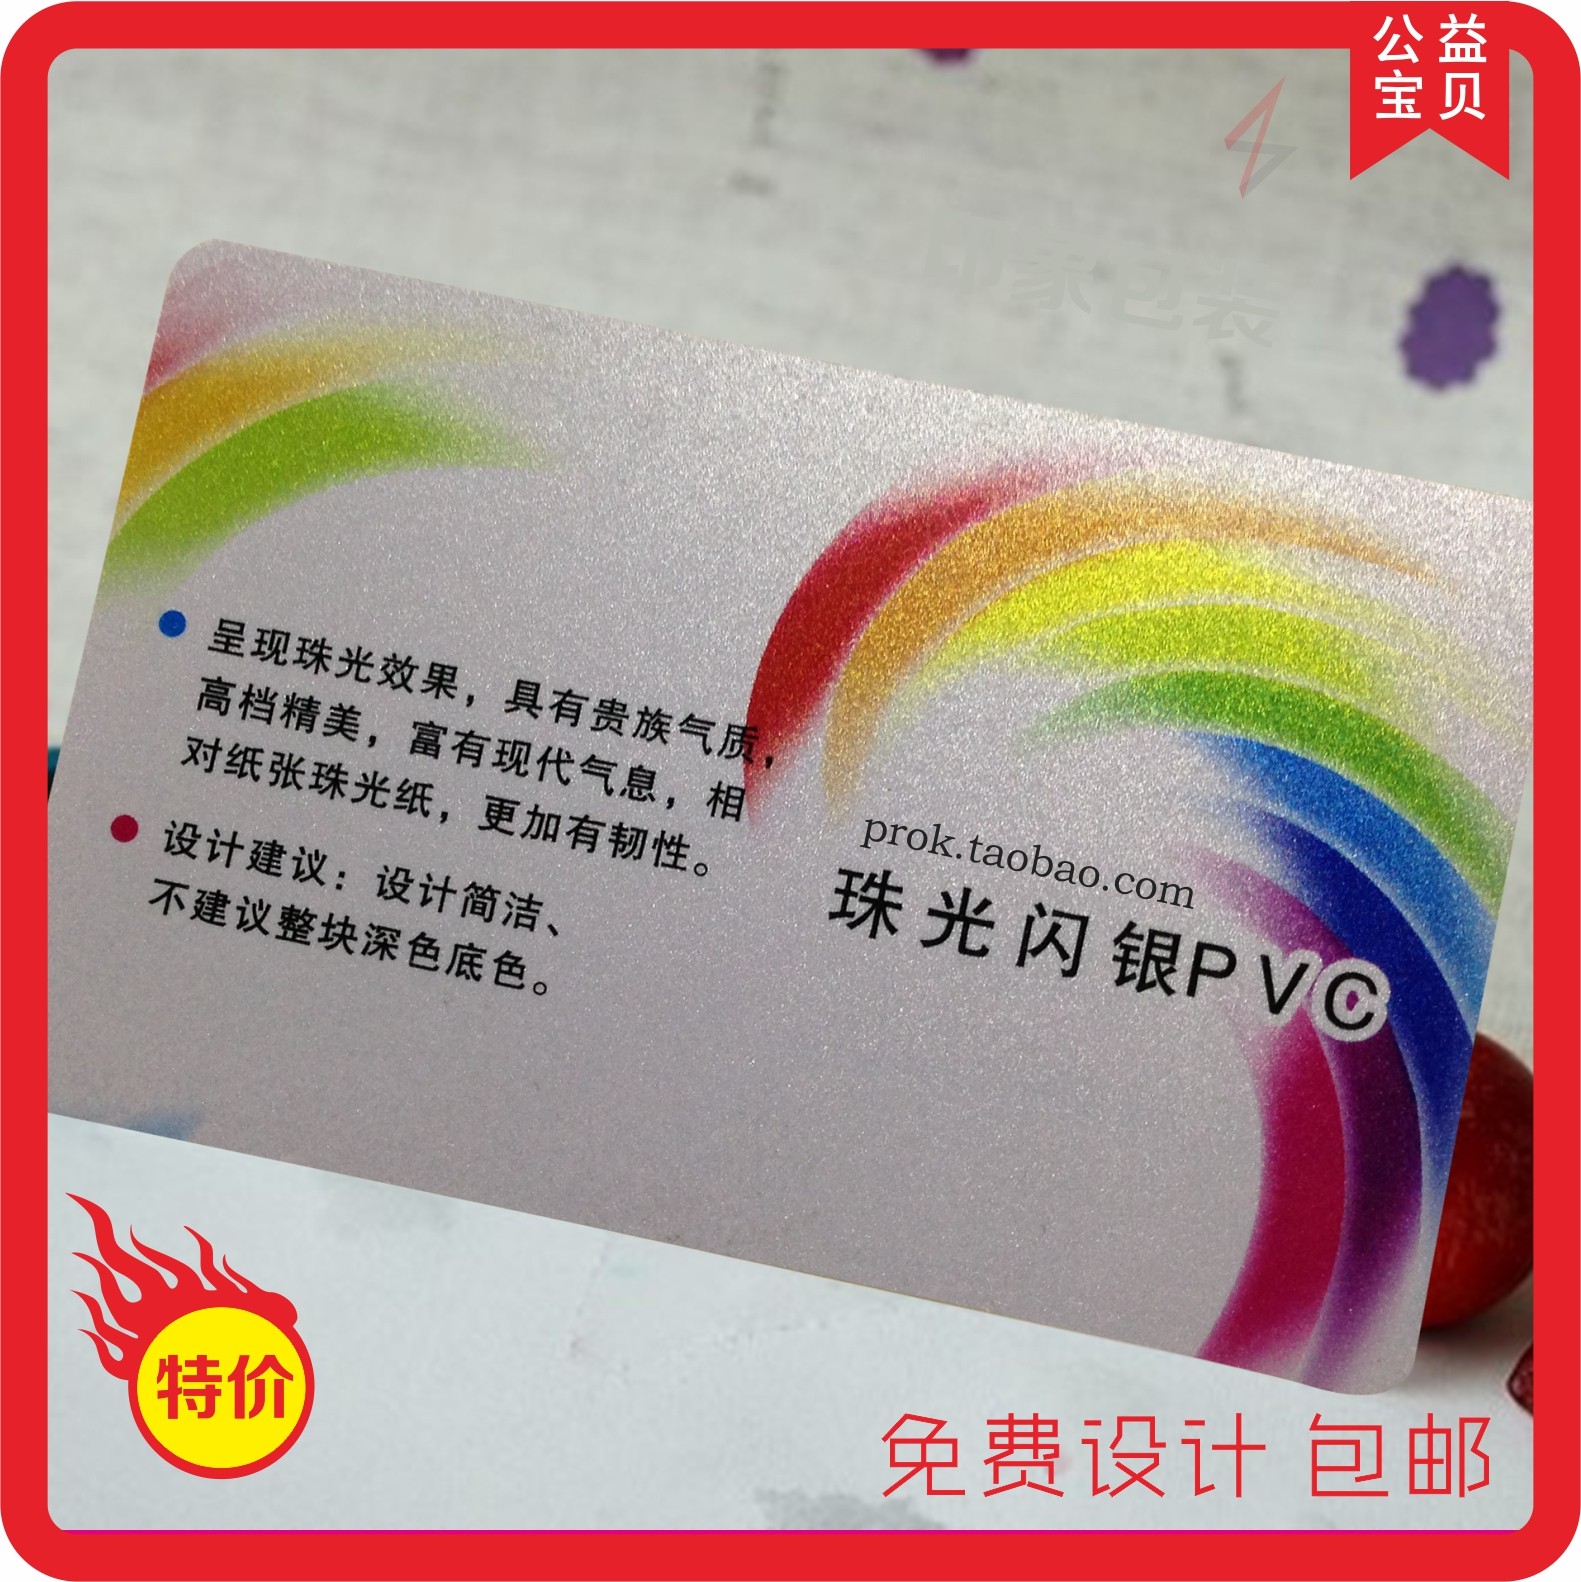 公益
宝贝
呈现珠光效果，具有贵族气质，
高档精美，富有现代气息，相
对纸张珠光纸，更加有韧性。
设计建议：设计简洁、
不建议整块深色底色。
prok.taobao.com
珠光闪银PVC
特价
免费设计 包邮